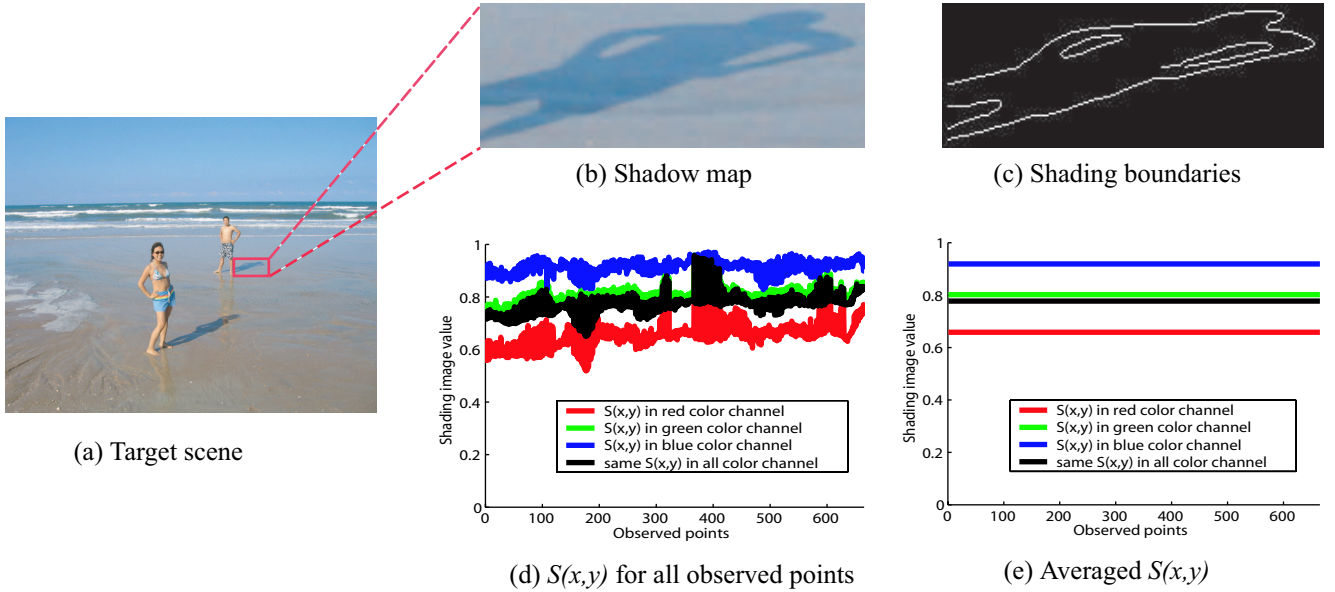 (b) Shadow map
(c) Shading boundaries
(a) Target scene
Shading image value
1
0.8
0.6
0.4
0.2
0
0 100 200 300 400 500 600
Observed points
S(x,y) in red color channel
S(x,y) in green color channel
S(x,y) in blue color channel
same S(x,y) in all color channel
(d) S(x,y) for all observed points
Shading image value
1
0.8
0.6
0.4
0.2
0
0 100 200 300 400 500 600
Observed points
S(x,y) in red color channel
S(x,y) in green color channel
S(x,y) in blue color channel
same S(x,y) in all color channel
(e) Averaged S(x,y)